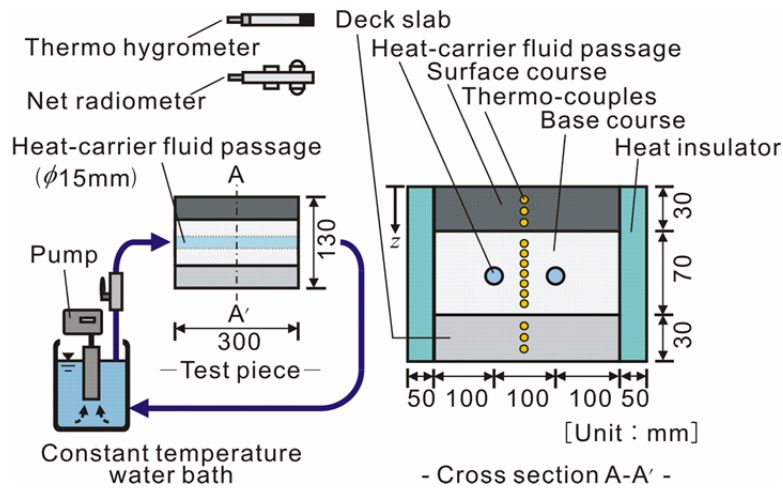 Deck slab
Thermo hygrometer
Net radiometer
Heat-carrier fluid passage
(ϕ15mm)
A
130
A′
300
－Test piece－
Pump
Constant temperature
water bath
Heat-carrier fluid passage
Surface course
Thermo-couples
Base course
Heat insulator
z
30
70
30
50 100 100 100 50
[Unit：mm]
- Cross section A-A′ -